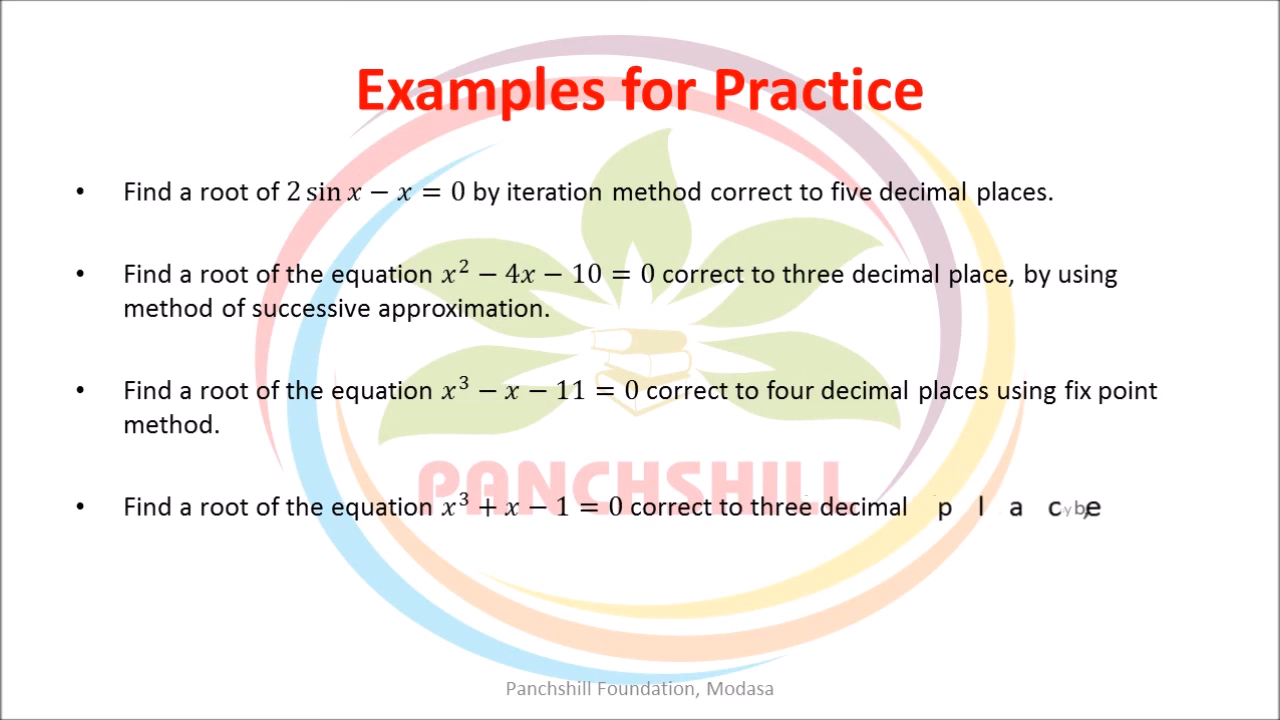 Examples for Practice
• Find a root of 2 sin x − x = 0 by iteration method correct to five decimal places.
• Find a root of the equation x² − 4x − 10 = 0 correct to three decimal place, by using
method of successive approximation.
• Find a root of the equation x³ − x − 11 = 0 correct to four decimal places using fix point
method.
PANCHSHILL
• Find a root of the equation x³ + x − 1 = 0 correct to three decimal place
Panchshill Foundation, Modasa